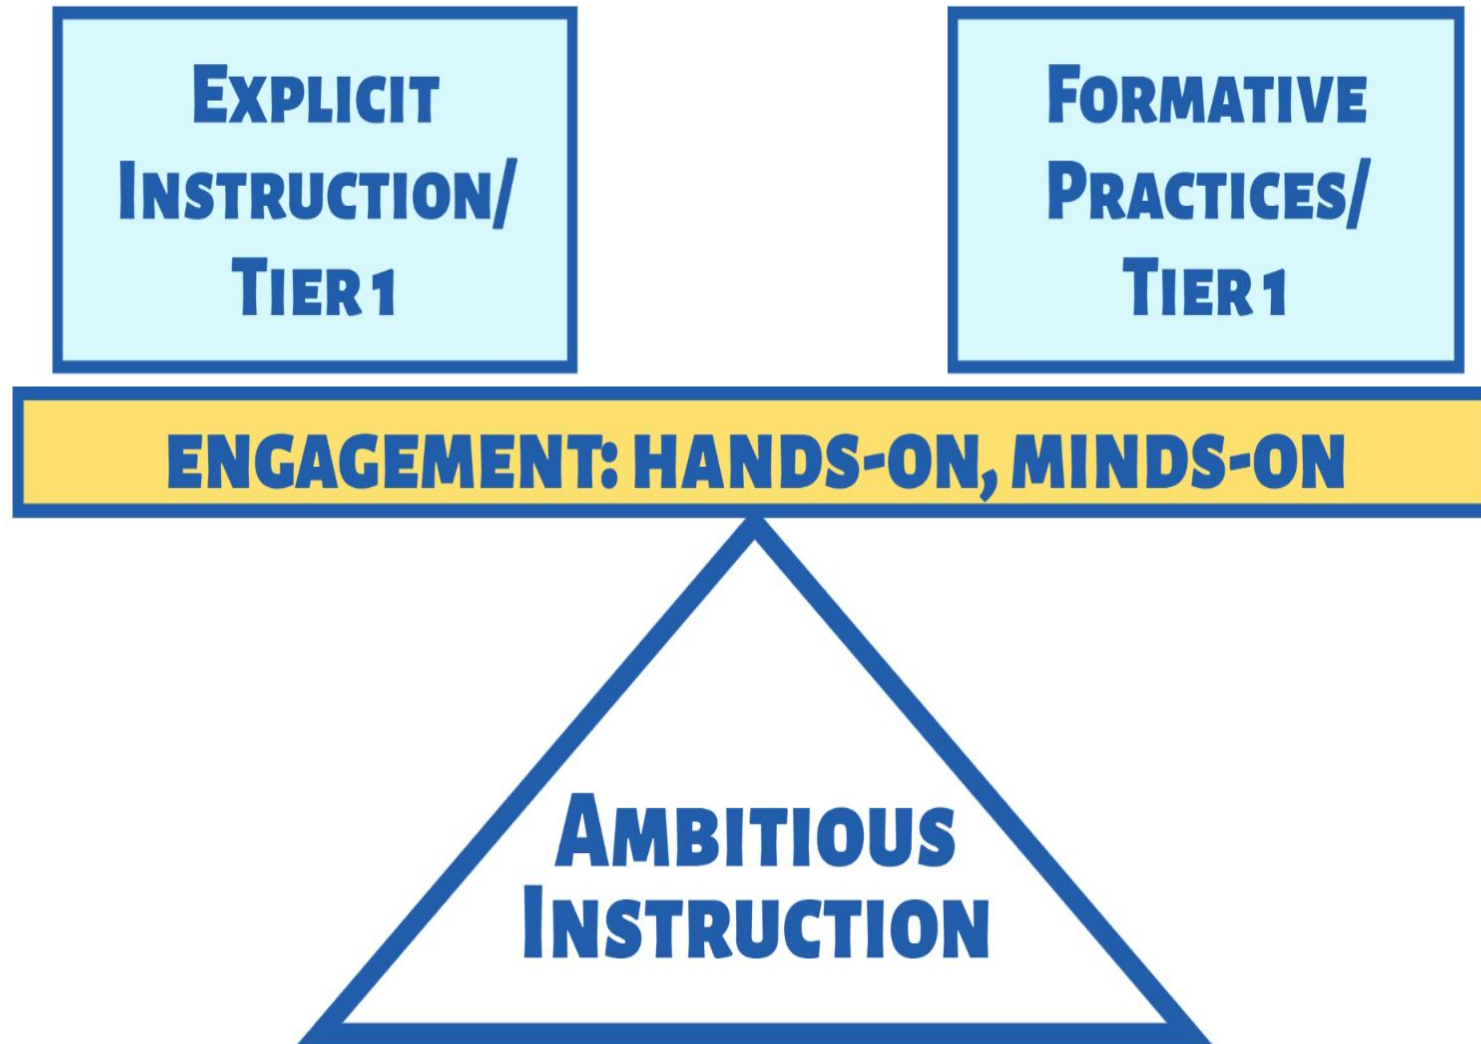 Explicit
Instruction/
Tier 1
Formative
Practices/
Tier 1
ENGAGEMENT: HANDS-ON, MINDS-ON
Ambitious
Instruction